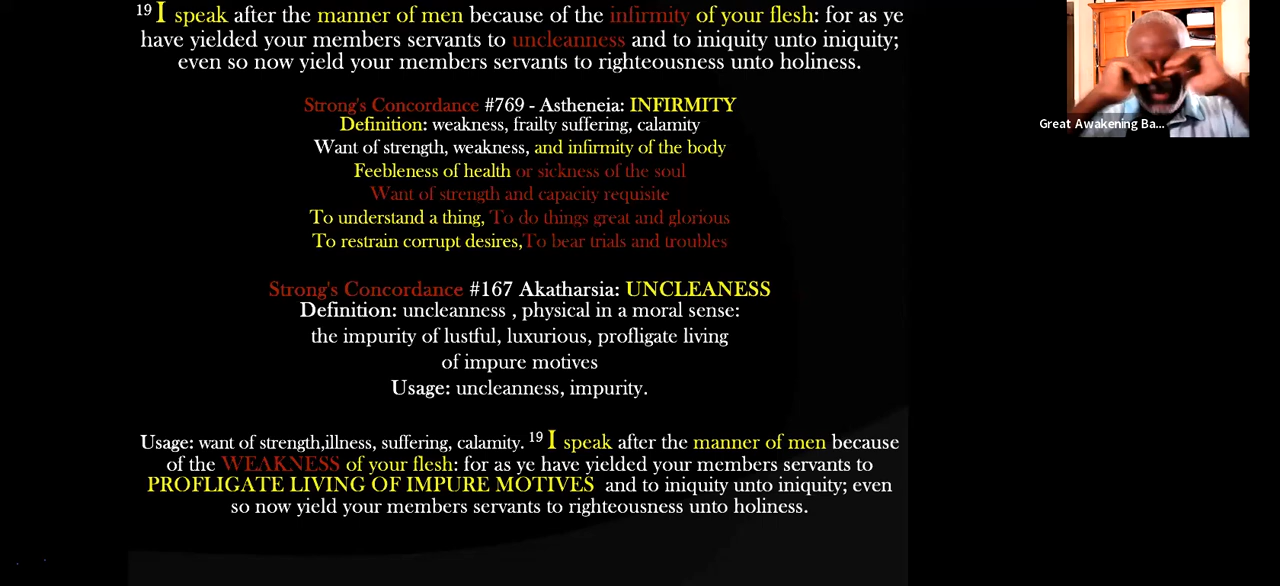 19 I speak after the manner of men because of the infirmity of your flesh: for as ye
have yielded your members servants to uncleanness and to iniquity unto iniquity;
even so now yield your members servants to righteousness unto holiness.
Strong's Concordance #769 - Astheneia: INFIRMITY
Definition: weakness, frailty suffering, calamity
Want of strength, weakness, and infirmity of the body
Feebleness of health or sickness of the soul
Want of strength and capacity requisite
To understand a thing, To do things great and glorious
To restrain corrupt desires,To bear trials and troubles
Strong's Concordance #167 Akatharsia: UNCLEANESS
Definition: uncleanness , physical in a moral sense:
the impurity of lustful, luxurious, profligate living
of impure motives
Usage: uncleanness, impurity.
Usage: want of strength,illness, suffering, calamity. 19 I speak after the manner of men because
of the WEAKNESS of your flesh: for as ye have yielded your members servants to
PROFLIGATE LIVING OF IMPURE MOTIVES and to iniquity unto iniquity; even
so now yield your members servants to righteousness unto holiness.
Great Awakening Ba...